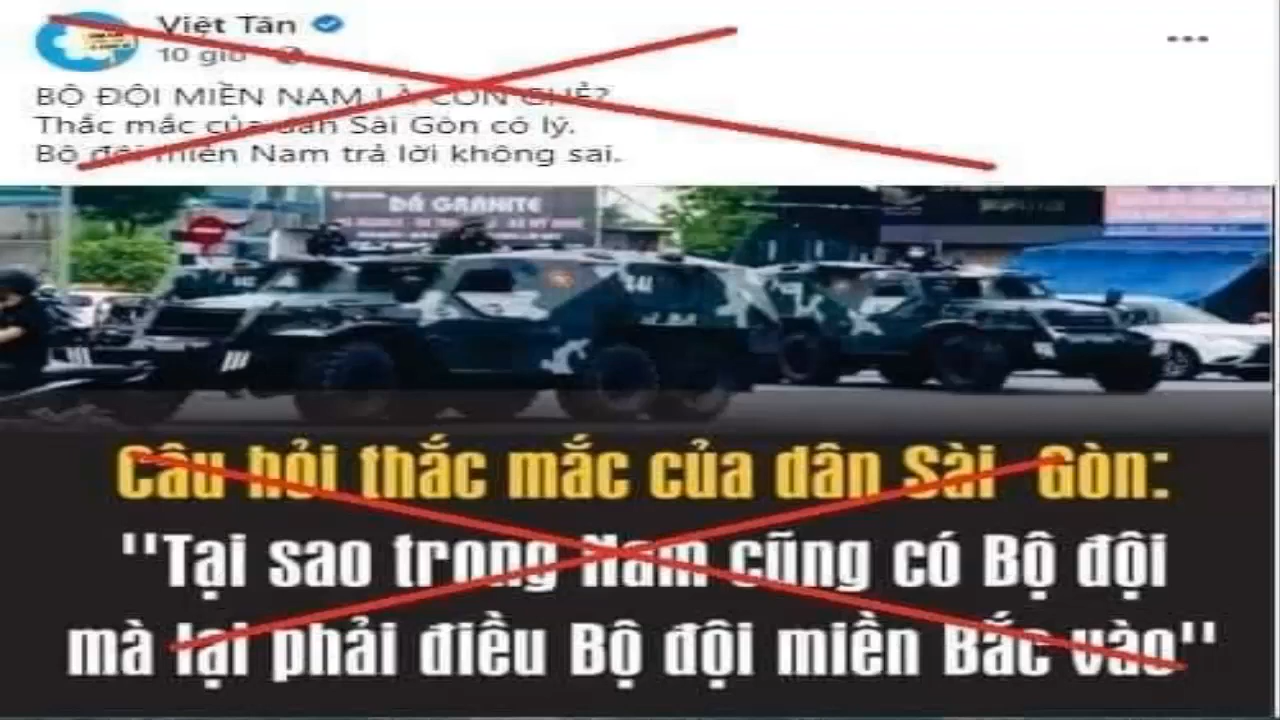 Việt Tân
10 giờ
BỘ ĐỘI MIỀN NAM LÀ CON GHẺ?
Thắc mắc của dân Sài Gòn có lý.
Bộ đội miền Nam trả lời không sai.
ĐÁ GRANITE
Câu hỏi thắc mắc của dân Sài Gòn:
"Tại sao trong Nam cũng có Bộ đội
mà lại phải điều Bộ đội miền Bắc vào"